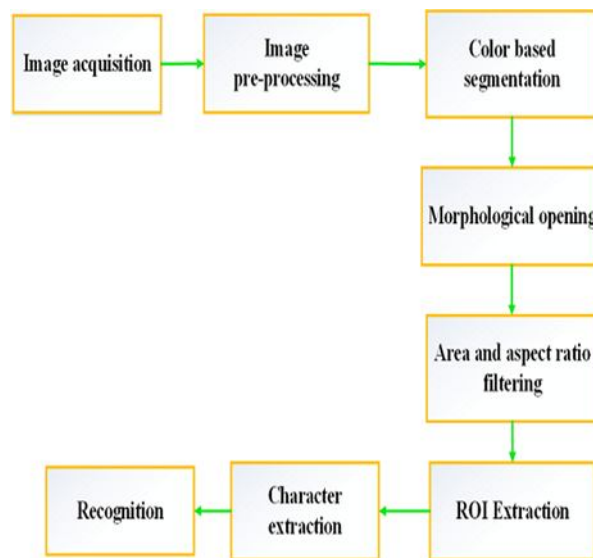 Image acquisition
Image
pre-processing
Color based
segmentation
Morphological opening
Area and aspect ratio
filtering
ROI Extraction
Character
extraction
Recognition